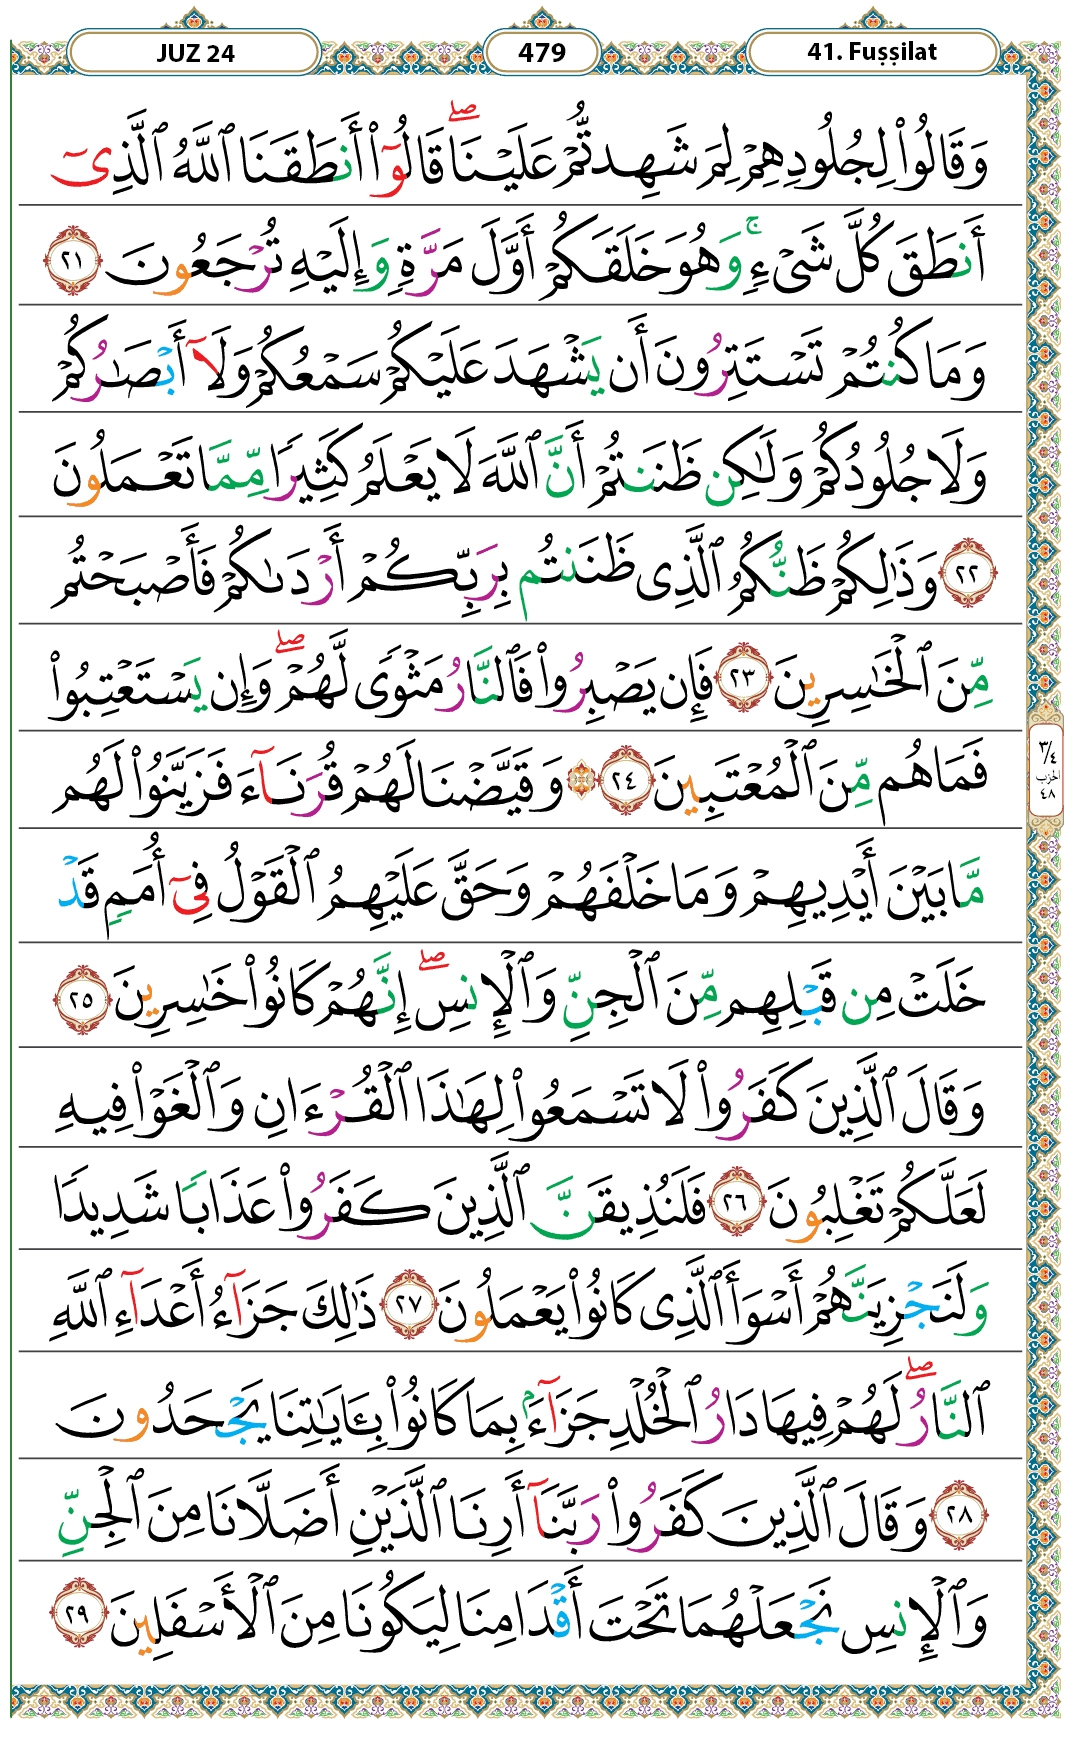 JUZ 24
479
41. Fuṣṣilat
وَقَالُوا۟ لِجُلُودِهِمْ لِمَ شَهِدتُّمْ عَلَيْنَا ۖ قَالُوٓا۟ أَنطَقَنَا ٱللَّهُ ٱلَّذِىٓ
أَنطَقَ كُلَّ شَىْءٍ ۚ وَهُوَ خَلَقَكُمْ أَوَّلَ مَرَّةٍ وَإِلَيْهِ تُرْجَعُونَ ٢١
وَمَا كُنتُمْ تَسْتَتِرُونَ أَن يَشْهَدَ عَلَيْكُمْ سَمْعُكُمْ وَلَآ أَبْصَـٰرُكُمْ
وَلَا جُلُودُكُمْ وَلَـٰكِن ظَنَنتُمْ أَنَّ ٱللَّهَ لَا يَعْلَمُ كَثِيرًا مِّمَّا تَعْمَلُونَ
٢٢ وَذَٰلِكُمْ ظَنُّكُمُ ٱلَّذِى ظَنَنتُم بِرَبِّكُمْ أَرْدَىٰكُمْ فَأَصْبَحْتُم
مِّنَ ٱلْخَـٰسِرِينَ ٢٣ فَإِن يَصْبِرُوا۟ فَٱلنَّارُ مَثْوًى لَّهُمْ ۖ وَإِن يَسْتَعْتِبُوا۟
فَمَا هُم مِّنَ ٱلْمُعْتَبِينَ ٢٤ ۞ وَقَيَّضْنَا لَهُمْ قُرَنَآءَ فَزَيَّنُوا۟ لَهُم
٣/٤
الحزب
٤٨
مَّا بَيْنَ أَيْدِيهِمْ وَمَا خَلْفَهُمْ وَحَقَّ عَلَيْهِمُ ٱلْقَوْلُ فِىٓ أُمَمٍ قَدْ
خَلَتْ مِن قَبْلِهِم مِّنَ ٱلْجِنِّ وَٱلْإِنسِ ۖ إِنَّهُمْ كَانُوا۟ خَـٰسِرِينَ ٢٥
وَقَالَ ٱلَّذِينَ كَفَرُوا۟ لَا تَسْمَعُوا۟ لِهَـٰذَا ٱلْقُرْءَانِ وَٱلْغَوْا۟ فِيهِ
لَعَلَّكُمْ تَغْلِبُونَ ٢٦ فَلَنُذِيقَنَّ ٱلَّذِينَ كَفَرُوا۟ عَذَابًا شَدِيدًا
وَلَنَجْزِيَنَّهُمْ أَسْوَأَ ٱلَّذِى كَانُوا۟ يَعْمَلُونَ ٢٧ ذَٰلِكَ جَزَآءُ أَعْدَآءِ ٱللَّهِ
ٱلنَّارُ ۖ لَهُمْ فِيهَا دَارُ ٱلْخُلْدِ جَزَآءًۢ بِمَا كَانُوا۟ بِـَٔايَـٰتِنَا يَجْحَدُونَ
٢٨ وَقَالَ ٱلَّذِينَ كَفَرُوا۟ رَبَّنَآ أَرِنَا ٱلَّذَيْنِ أَضَلَّانَا مِنَ ٱلْجِنِّ
وَٱلْإِنسِ نَجْعَلْهُمَا تَحْتَ أَقْدَامِنَا لِيَكُونَا مِنَ ٱلْأَسْفَلِينَ ٢٩